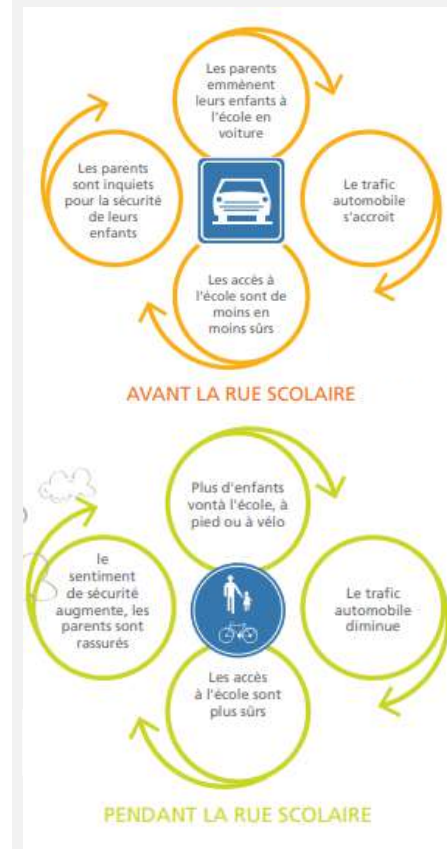 Les parents
emmènent
leurs enfants à
l'école en
voiture
Le trafic
automobile
s'accroit
Les accès à
l'école sont de
moins en
moins sûrs
Les parents
sont inquiets
pour la sécurité
de leurs
enfants
AVANT LA RUE SCOLAIRE
Plus d'enfants
vontà l'école, à
pied ou à vélo
Le trafic
automobile
diminue
Les accès
à l'école sont
plus sûrs
le
sentiment
de sécurité
augmente, les
parents sont
rassurés
PENDANT LA RUE SCOLAIRE